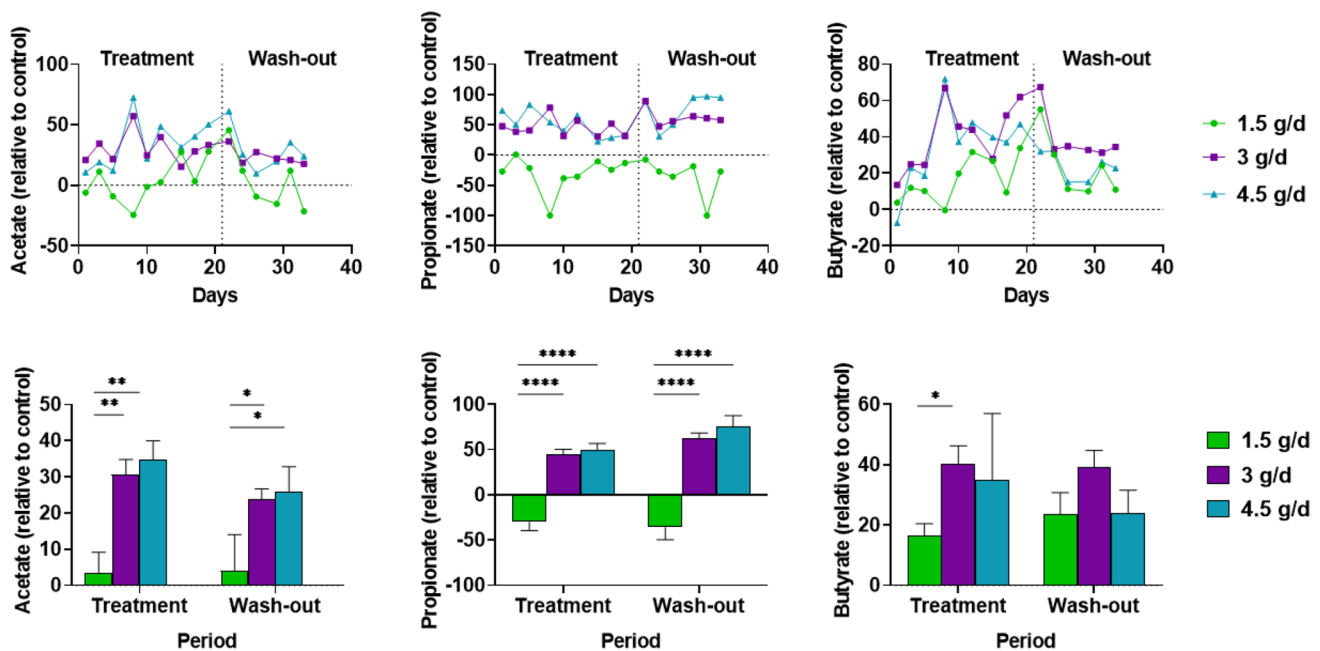 Treatment Wash-out
Acetate (relative to control)
100
50
0
-50
0 10 20 30 40
Days
Treatment Wash-out
Propionate (relative to control)
150
100
50
0
-50
-100
-150
0 10 20 30 40
Days
Treatment Wash-out
Butyrate (relative to control)
80
60
40
20
0
-20
0 10 20 30 40
Days
1.5 g/d
3 g/d
4.5 g/d
Acetate (relative to control)
50
40
30
20
10
0
**
**
*
*
Treatment Wash-out
Period
Propionate (relative to control)
100
50
0
-50
-100
**** ****
**** ****
Treatment Wash-out
Period
Butyrate (relative to control)
60
40
20
0
*
Treatment Wash-out
Period
1.5 g/d
3 g/d
4.5 g/d